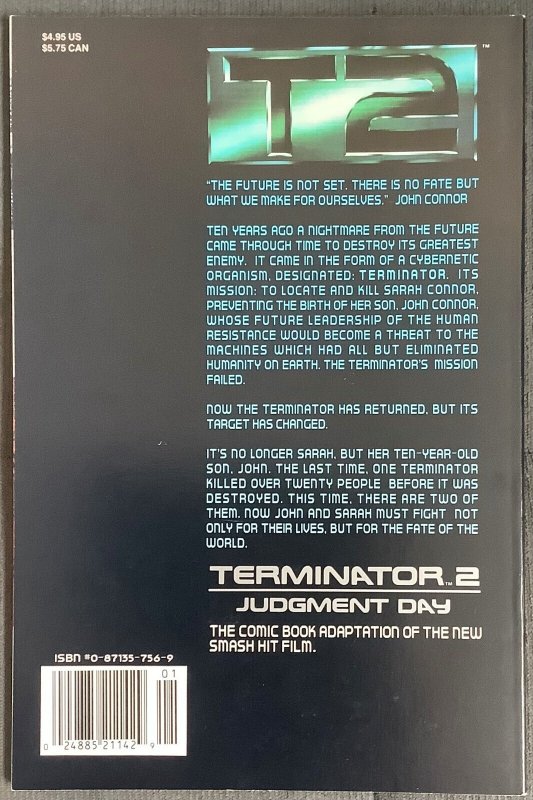 $4.95 US
$5.75 CAN
T2™
"THE FUTURE IS NOT SET. THERE IS NO FATE BUT
WHAT WE MAKE FOR OURSELVES." JOHN CONNOR
TEN YEARS AGO A NIGHTMARE FROM THE FUTURE
CAME THROUGH TIME TO DESTROY ITS GREATEST
ENEMY. IT CAME IN THE FORM OF A CYBERNETIC
ORGANISM, DESIGNATED: TERMINATOR. ITS
MISSION: TO LOCATE AND KILL SARAH CONNOR,
PREVENTING THE BIRTH OF HER SON, JOHN CONNOR,
WHOSE FUTURE LEADERSHIP OF THE HUMAN
RESISTANCE WOULD BECOME A THREAT TO THE
MACHINES WHICH HAD ALL BUT ELIMINATED
HUMANITY ON EARTH. THE TERMINATOR'S MISSION
FAILED.
NOW THE TERMINATOR HAS RETURNED, BUT ITS
TARGET HAS CHANGED.
IT'S NO LONGER SARAH, BUT HER TEN-YEAR-OLD
SON, JOHN. THE LAST TIME, ONE TERMINATOR
KILLED OVER TWENTY PEOPLE BEFORE IT WAS
DESTROYED. THIS TIME, THERE ARE TWO OF
THEM. NOW JOHN AND SARAH MUST FIGHT NOT
ONLY FOR THEIR LIVES, BUT FOR THE FATE OF THE
WORLD.
TERMINATOR™ 2
JUDGMENT DAY
THE COMIC BOOK ADAPTATION OF THE NEW
SMASH HIT FILM.
ISBN #0-87135-756-9
01
0 24885 21142 9